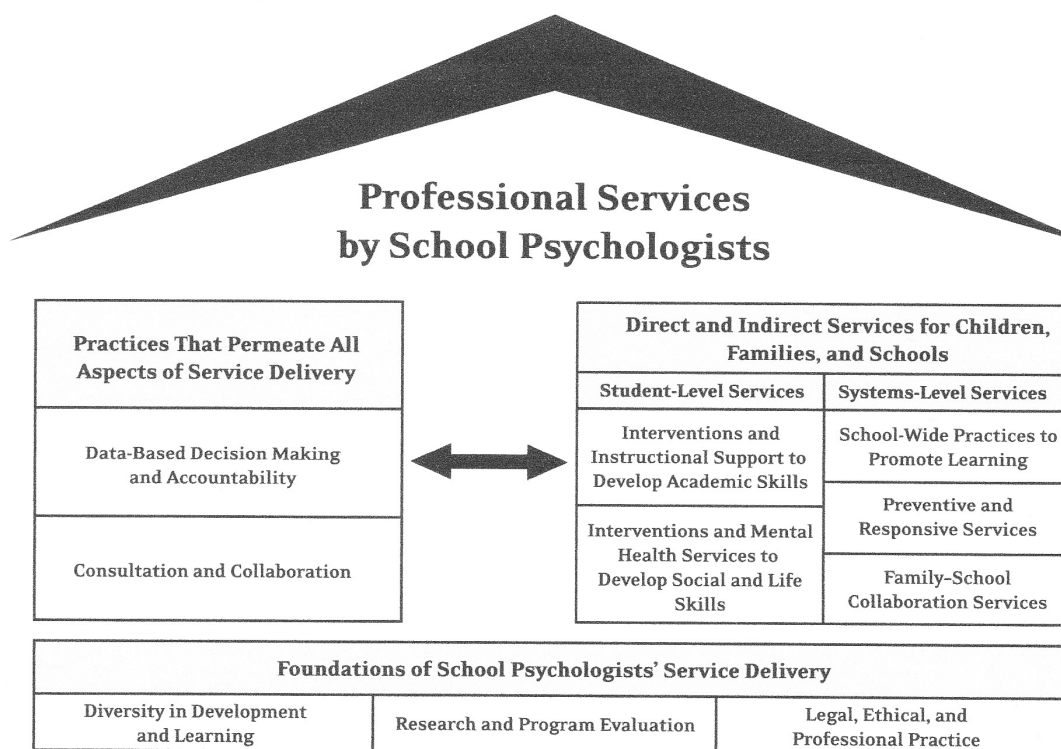 Professional Services
by School Psychologists
Practices That Permeate All
Aspects of Service Delivery
Data-Based Decision Making
and Accountability
Consultation and Collaboration
Direct and Indirect Services for Children,
Families, and Schools
Student-Level Services
Interventions and
Instructional Support to
Develop Academic Skills
Interventions and Mental
Health Services to
Develop Social and Life
Skills
Systems-Level Services
School-Wide Practices to
Promote Learning
Preventive and
Responsive Services
Family–School
Collaboration Services
Foundations of School Psychologists’ Service Delivery
Diversity in Development
and Learning
Research and Program Evaluation
Legal, Ethical, and
Professional Practice